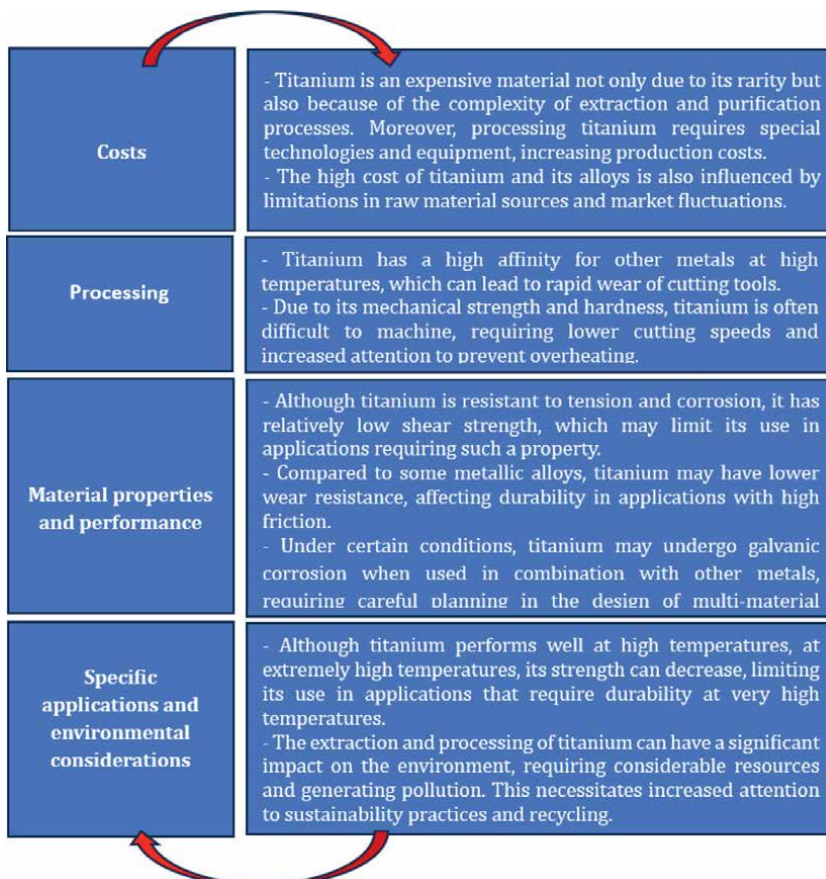 Costs
- Titanium is an expensive material not only due to its rarity but
also because of the complexity of extraction and purification
processes. Moreover, processing titanium requires special
technologies and equipment, increasing production costs.
- The high cost of titanium and its alloys is also influenced by
limitations in raw material sources and market fluctuations.
Processing
- Titanium has a high affinity for other metals at high
temperatures, which can lead to rapid wear of cutting tools.
- Due to its mechanical strength and hardness, titanium is often
difficult to machine, requiring lower cutting speeds and
increased attention to prevent overheating.
Material properties
and performance
- Although titanium is resistant to tension and corrosion, it has
relatively low shear strength, which may limit its use in
applications requiring such a property.
- Compared to some metallic alloys, titanium may have lower
wear resistance, affecting durability in applications with high
friction.
- Under certain conditions, titanium may undergo galvanic
corrosion when used in combination with other metals,
requiring careful planning in the design of multi-material
Specific
applications and
environmental
considerations
- Although titanium performs well at high temperatures, at
extremely high temperatures, its strength can decrease, limiting
its use in applications that require durability at very high
temperatures.
- The extraction and processing of titanium can have a significant
impact on the environment, requiring considerable resources
and generating pollution. This necessitates increased attention
to sustainability practices and recycling.